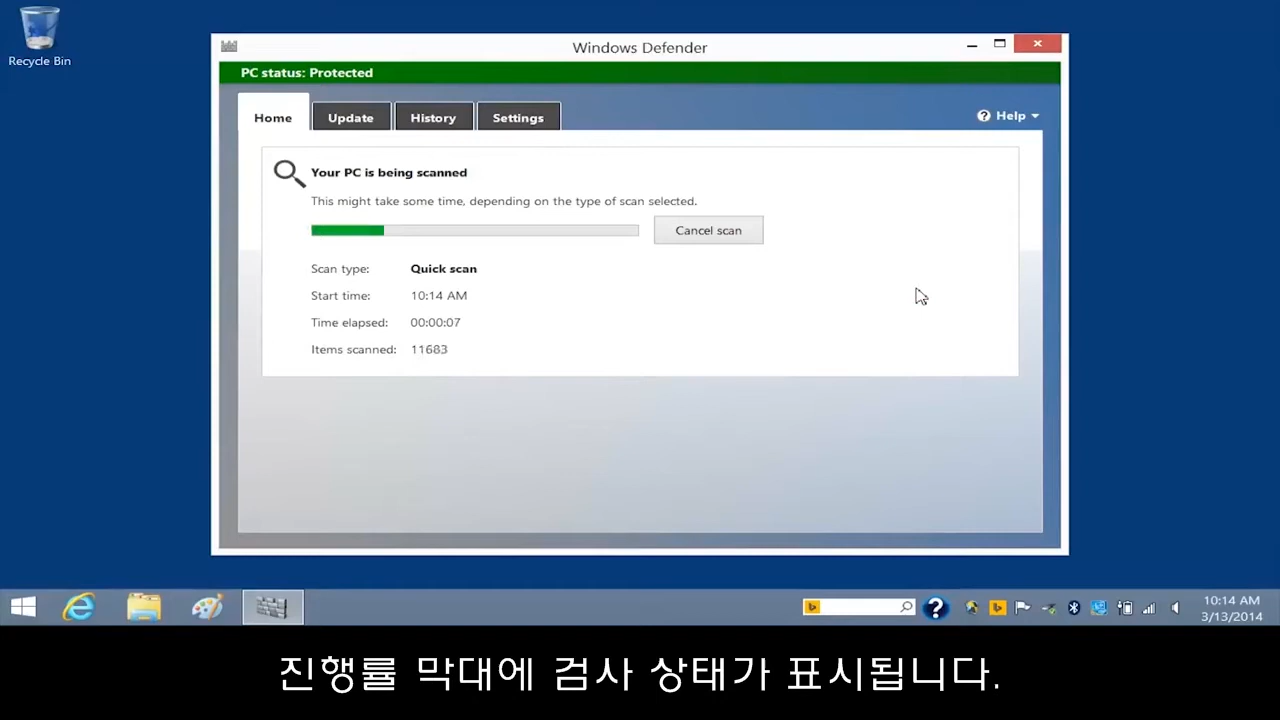 Recycle Bin
Windows Defender
PC status: Protected
Home
Update
History
Settings
? Help
Your PC is being scanned
This might take some time, depending on the type of scan selected.
Cancel scan
Scan type: Quick scan
Start time: 10:14 AM
Time elapsed: 00:00:07
Items scanned: 11683
10:14 AM
3/13/2014
진행률 막대에 검사 상태가 표시됩니다.